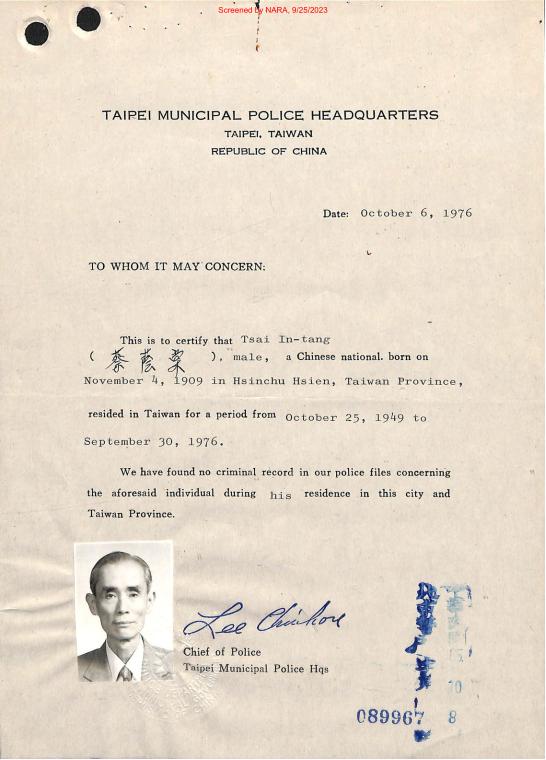 Screened by NARA, 9/25/2023
TAIPEI MUNICIPAL POLICE HEADQUARTERS
TAIPEI, TAIWAN
REPUBLIC OF CHINA
Date: October 6, 1976
TO WHOM IT MAY CONCERN:
This is to certify that Tsai In-tang
( 蔡蔭棠 ), male, a Chinese national. born on
November 4, 1909 in Hsinchu Hsien, Taiwan Province,
resided in Taiwan for a period from October 25, 1949 to
September 30, 1976.
We have found no criminal record in our police files concerning
the aforesaid individual during his residence in this city and
Taiwan Province.
Chief of Police
Taipei Municipal Police Hqs
089967
10
8